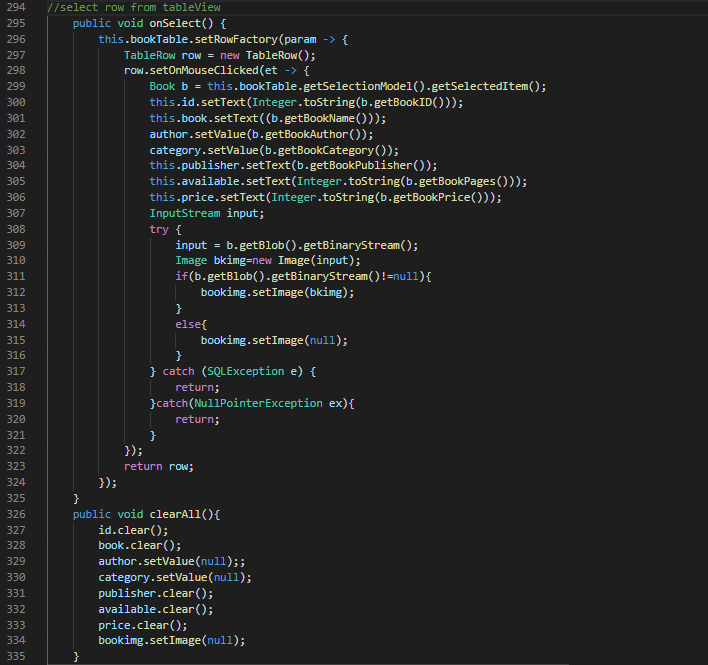 294 //select row from tableView
295     public void onSelect() {
296         this.bookTable.setRowFactory(param -> {
297             TableRow row = new TableRow();
298             row.setOnMouseClicked(et -> {
299                 Book b = this.bookTable.getSelectionModel().getSelectedItem();
300                 this.id.setText(Integer.toString(b.getBookID()));
301                 this.book.setText((b.getBookName()));
302                 author.setValue(b.getBookAuthor());
303                 category.setValue(b.getBookCategory());
304                 this.publisher.setText(b.getBookPublisher());
305                 this.available.setText(Integer.toString(b.getBookPages()));
306                 this.price.setText(Integer.toString(b.getBookPrice()));
307                 InputStream input;
308                 try {
309                     input = b.getBlob().getBinaryStream();
310                     Image bkimg=new Image(input);
311                     if(b.getBlob().getBinaryStream()!=null){
312                         bookimg.setImage(bkimg);
313                     }
314                     else{
315                         bookimg.setImage(null);
316                     }
317                 } catch (SQLException e) {
318                     return;
319                 }catch(NullPointerException ex){
320                     return;
321                 }
322             });
323             return row;
324         });
325     }
326     public void clearAll(){
327         id.clear();
328         book.clear();
329         author.setValue(null);;
330         category.setValue(null);
331         publisher.clear();
332         available.clear();
333         price.clear();
334         bookimg.setImage(null);
335     }